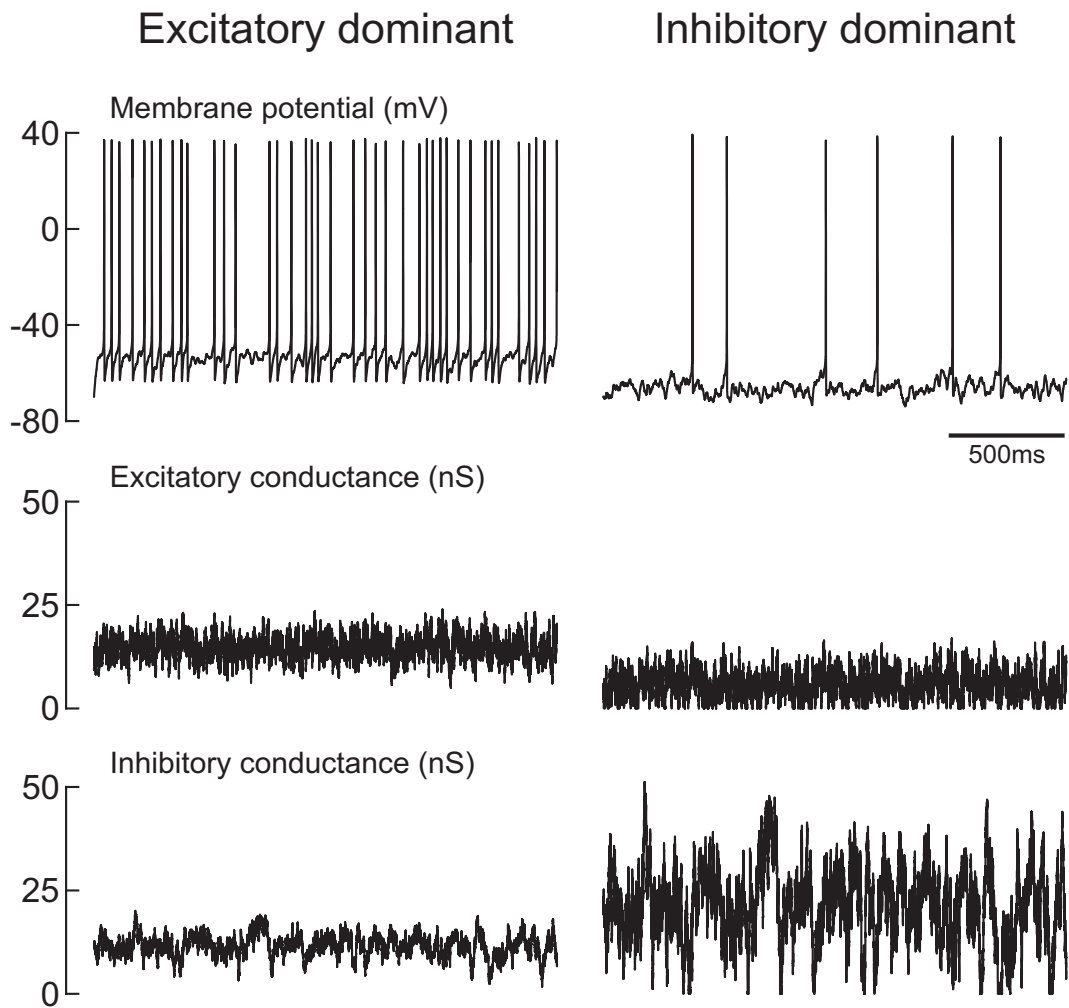 Excitatory dominant
Inhibitory dominant
Membrane potential (mV)
40
0
-40
-80
500ms
Excitatory conductance (nS)
50
25
0
Inhibitory conductance (nS)
50
25
0